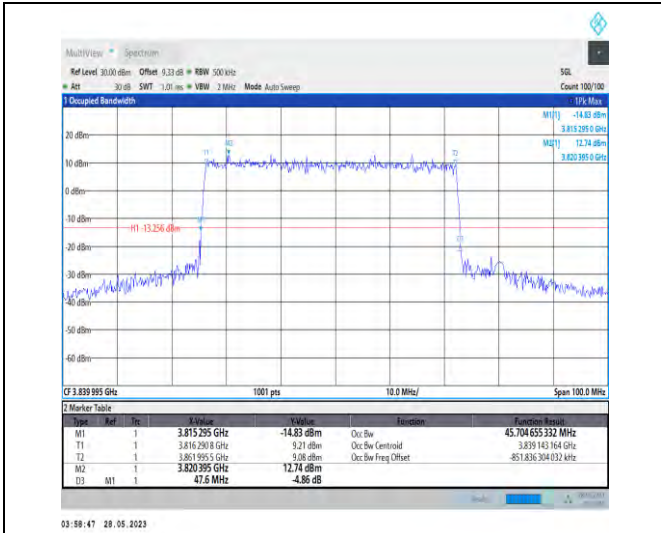 MultiView Spectrum
Ref Level 30.00 dBm Offset 9.33 dB RBW 500 kHz SGL
Att 30 dB SWT 1.01 ms VBW 2 MHz Mode Auto Sweep Count 100/100
1 Occupied Bandwidth 1Pk Max
M1[1] -14.83 dBm
3.815 295 0 GHz
M2[1] 12.74 dBm
3.820 395 0 GHz
20 dBm
T1 M2 T2
10 dBm
0 dBm
-10 dBm
M1
H1 -13.256 dBm
-20 dBm
D3
-30 dBm
-40 dBm
-50 dBm
-60 dBm
CF 3.839 995 GHz 1001 pts 10.0 MHz/ Span 100.0 MHz
2 Marker Table
Type Ref Trc X-Value Y-Value Function Function Result
M1 1 3.815 295 GHz -14.83 dBm Occ Bw 45.704 655 332 MHz
T1 1 3.816 290 8 GHz 9.21 dBm Occ Bw Centroid 3.839 143 164 GHz
T2 1 3.861 995 5 GHz 9.08 dBm Occ Bw Freq Offset -851.836 304 032 kHz
M2 1 3.820 395 GHz 12.74 dBm
D3 M1 1 47.6 MHz -4.86 dB
03:58:47 28.05.2023